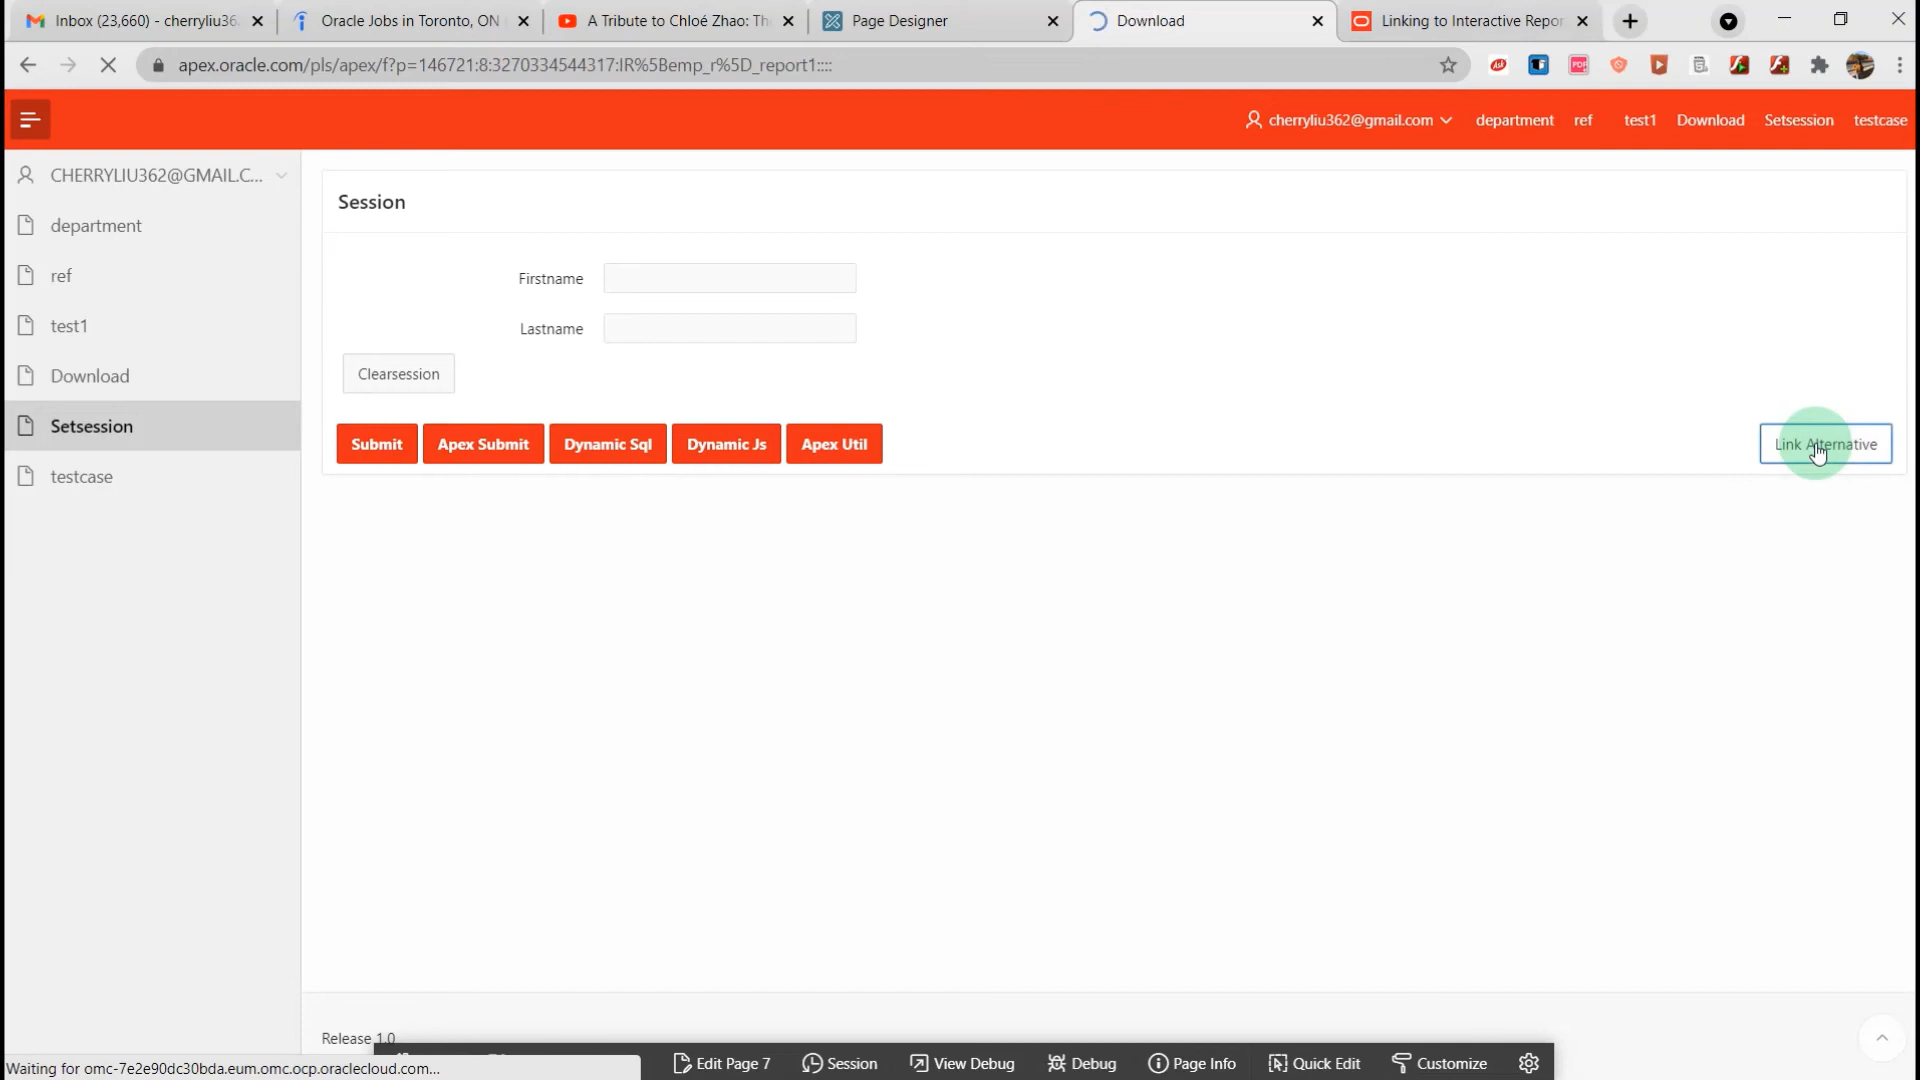 Inbox (23,660) - cherryliu36
Oracle Jobs in Toronto, ON
A Tribute to Chloé Zhao: Th
Page Designer
Download
Linking to Interactive Repor
apex.oracle.com/pls/apex/f?p=146721:8:3270334544317:IR%5Bemp_r%5D_report1::::
cherryliu362@gmail.com
department
ref
test1
Download
Setsession
testcase
CHERRYLIU362@GMAIL.C...
department
ref
test1
Download
Setsession
testcase
Session
Firstname
Lastname
Clearsession
Submit
Apex Submit
Dynamic Sql
Dynamic Js
Apex Util
Link Alternative
Release 1.0
Waiting for omc-7e2e90dc30bda.eum.omc.ocp.oraclecloud.com...
Edit Page 7
Session
View Debug
Debug
Page Info
Quick Edit
Customize